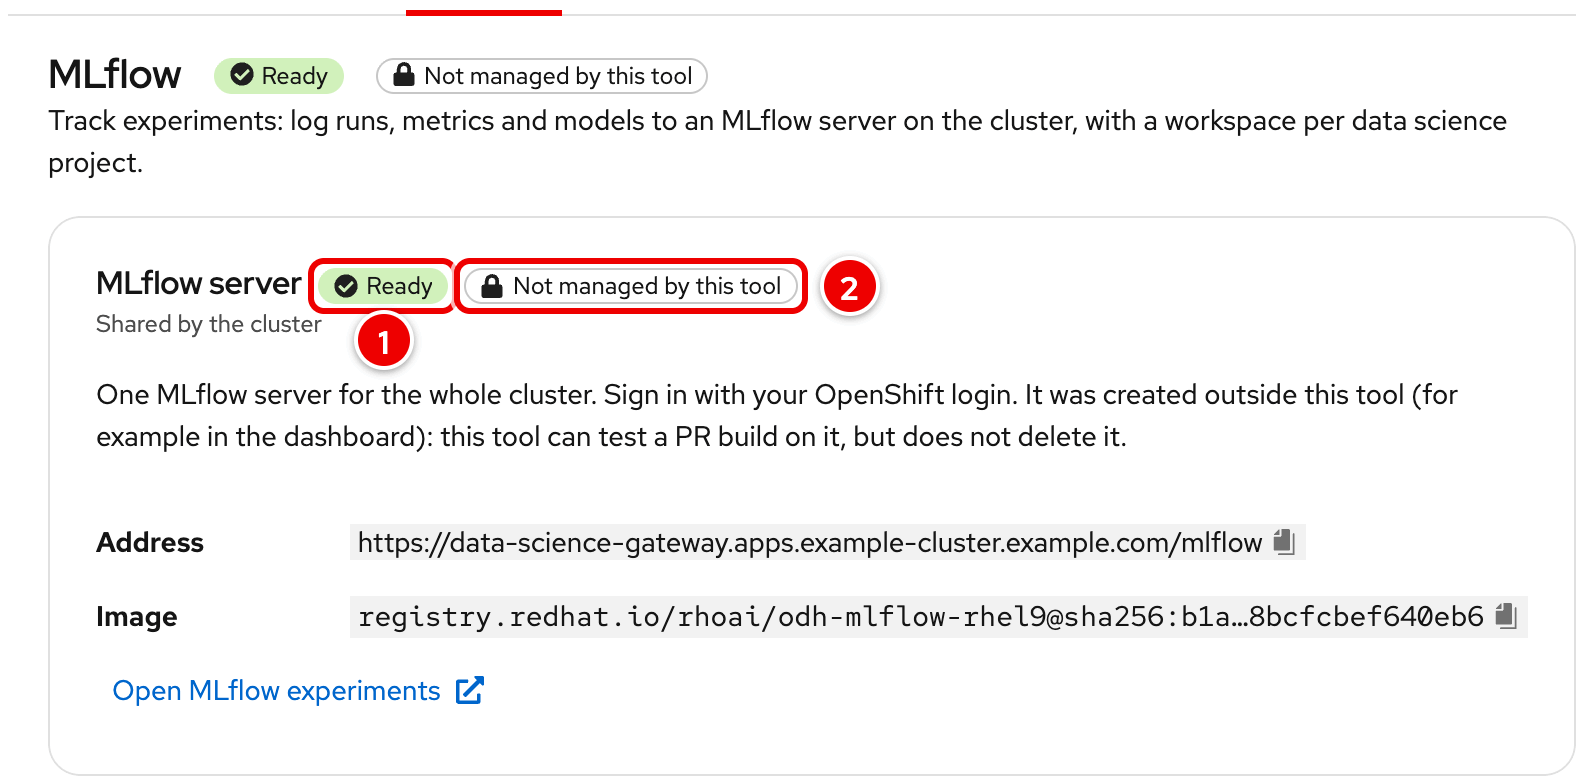 MLflow Ready Not managed by this tool
Track experiments: log runs, metrics and models to an MLflow server on the cluster, with a workspace per data science
project.
MLflow server Ready Not managed by this tool 2
Shared by the cluster 1
One MLflow server for the whole cluster. Sign in with your OpenShift login. It was created outside this tool (for
example in the dashboard): this tool can test a PR build on it, but does not delete it.
Address https://data-science-gateway.apps.example-cluster.example.com/mlflow
Image registry.redhat.io/rhoai/odh-mlflow-rhel9@sha256:b1a…8bcfcbef640eb6
Open MLflow experiments